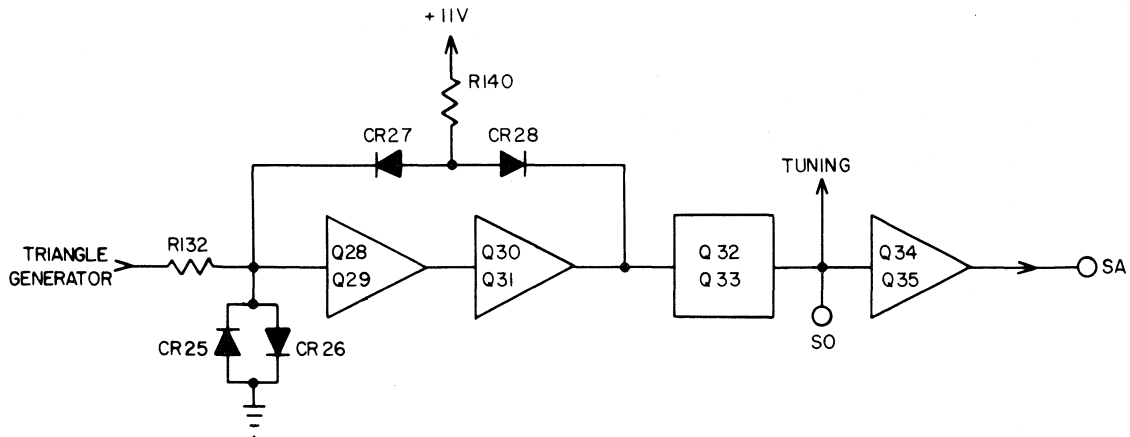 +11V
R140
CR27
CR28
TUNING
R132
TRIANGLE
GENERATOR
Q28
Q29
Q30
Q31
Q32
Q33
Q34
Q35
SA
SO
CR25
CR26